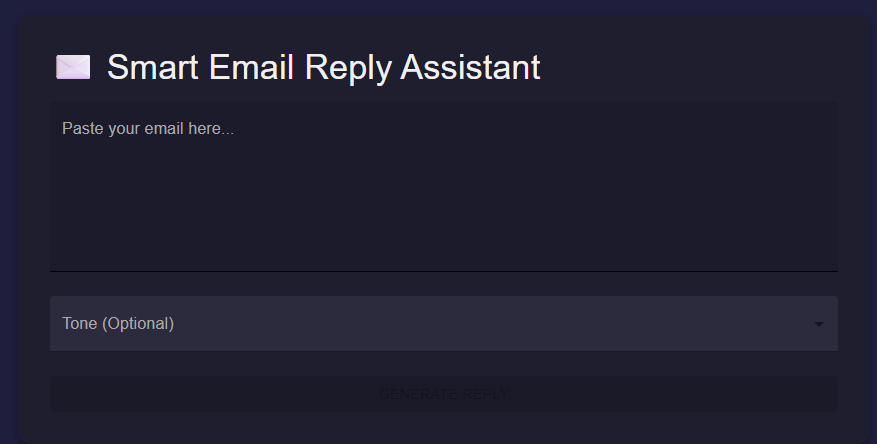 Smart Email Reply Assistant
Paste your email here...
Tone (Optional)
GENERATE REPLY